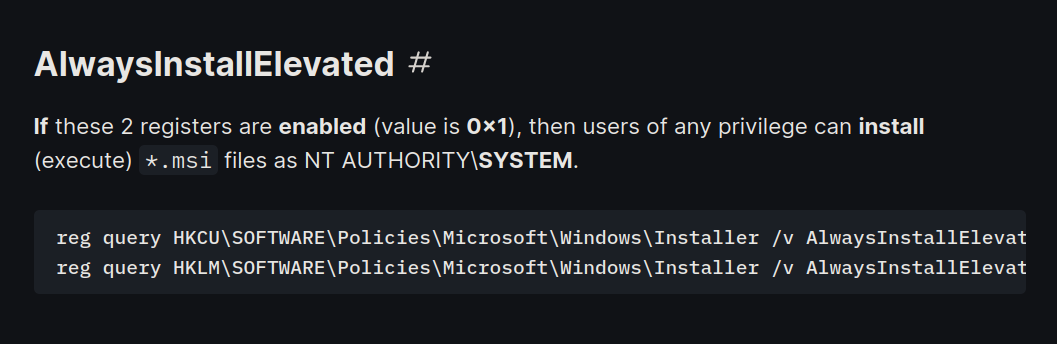 AlwaysInstallElevated #
If these 2 registers are enabled (value is 0×1), then users of any privilege can install
(execute) *.msi files as NT AUTHORITY\SYSTEM.
reg query HKCU\SOFTWARE\Policies\Microsoft\Windows\Installer /v AlwaysInstallElevat
reg query HKLM\SOFTWARE\Policies\Microsoft\Windows\Installer /v AlwaysInstallElevat